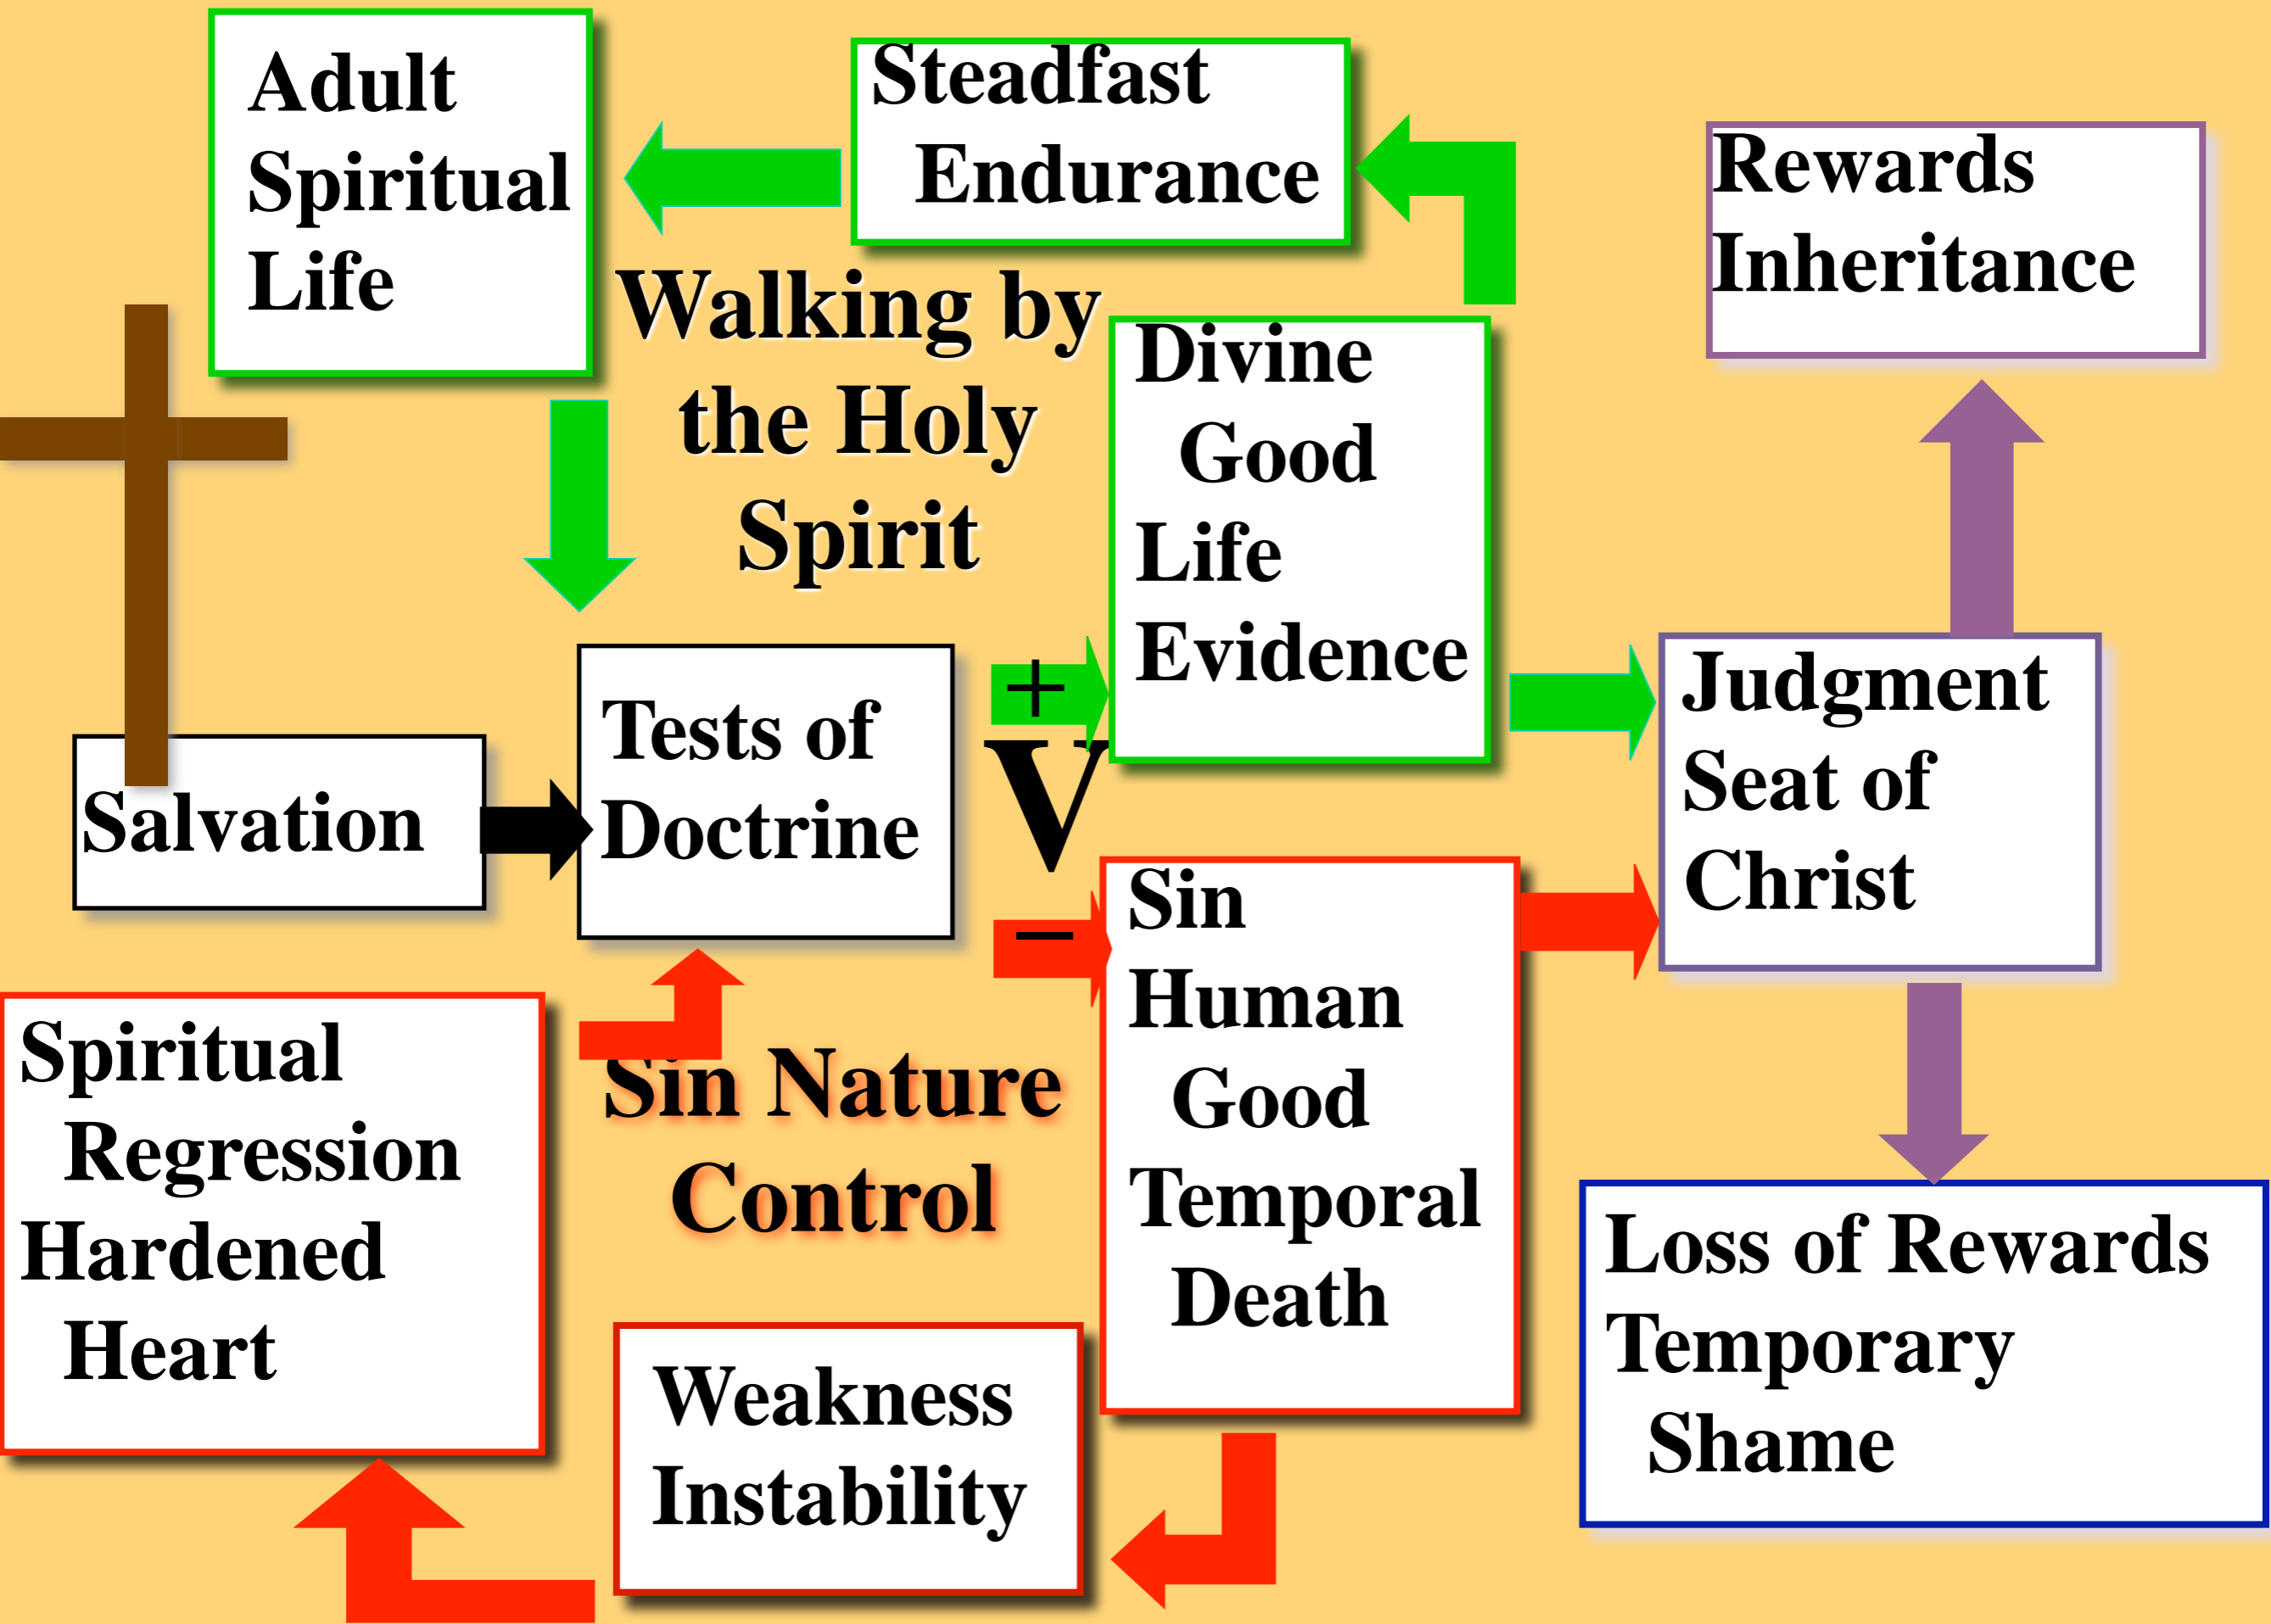 Adult
Spiritual
Life
Steadfast
Endurance
Rewards
Inheritance
Walking by
the Holy
Spirit
Divine
Good
Life
Evidence
Salvation
Tests of
Doctrine
+
V
–
Judgment
Seat of
Christ
Sin
Human
Good
Temporal
Death
Sin Nature
Control
Spiritual
Regression
Hardened
Heart
Weakness
Instability
Loss of Rewards
Temporary
Shame